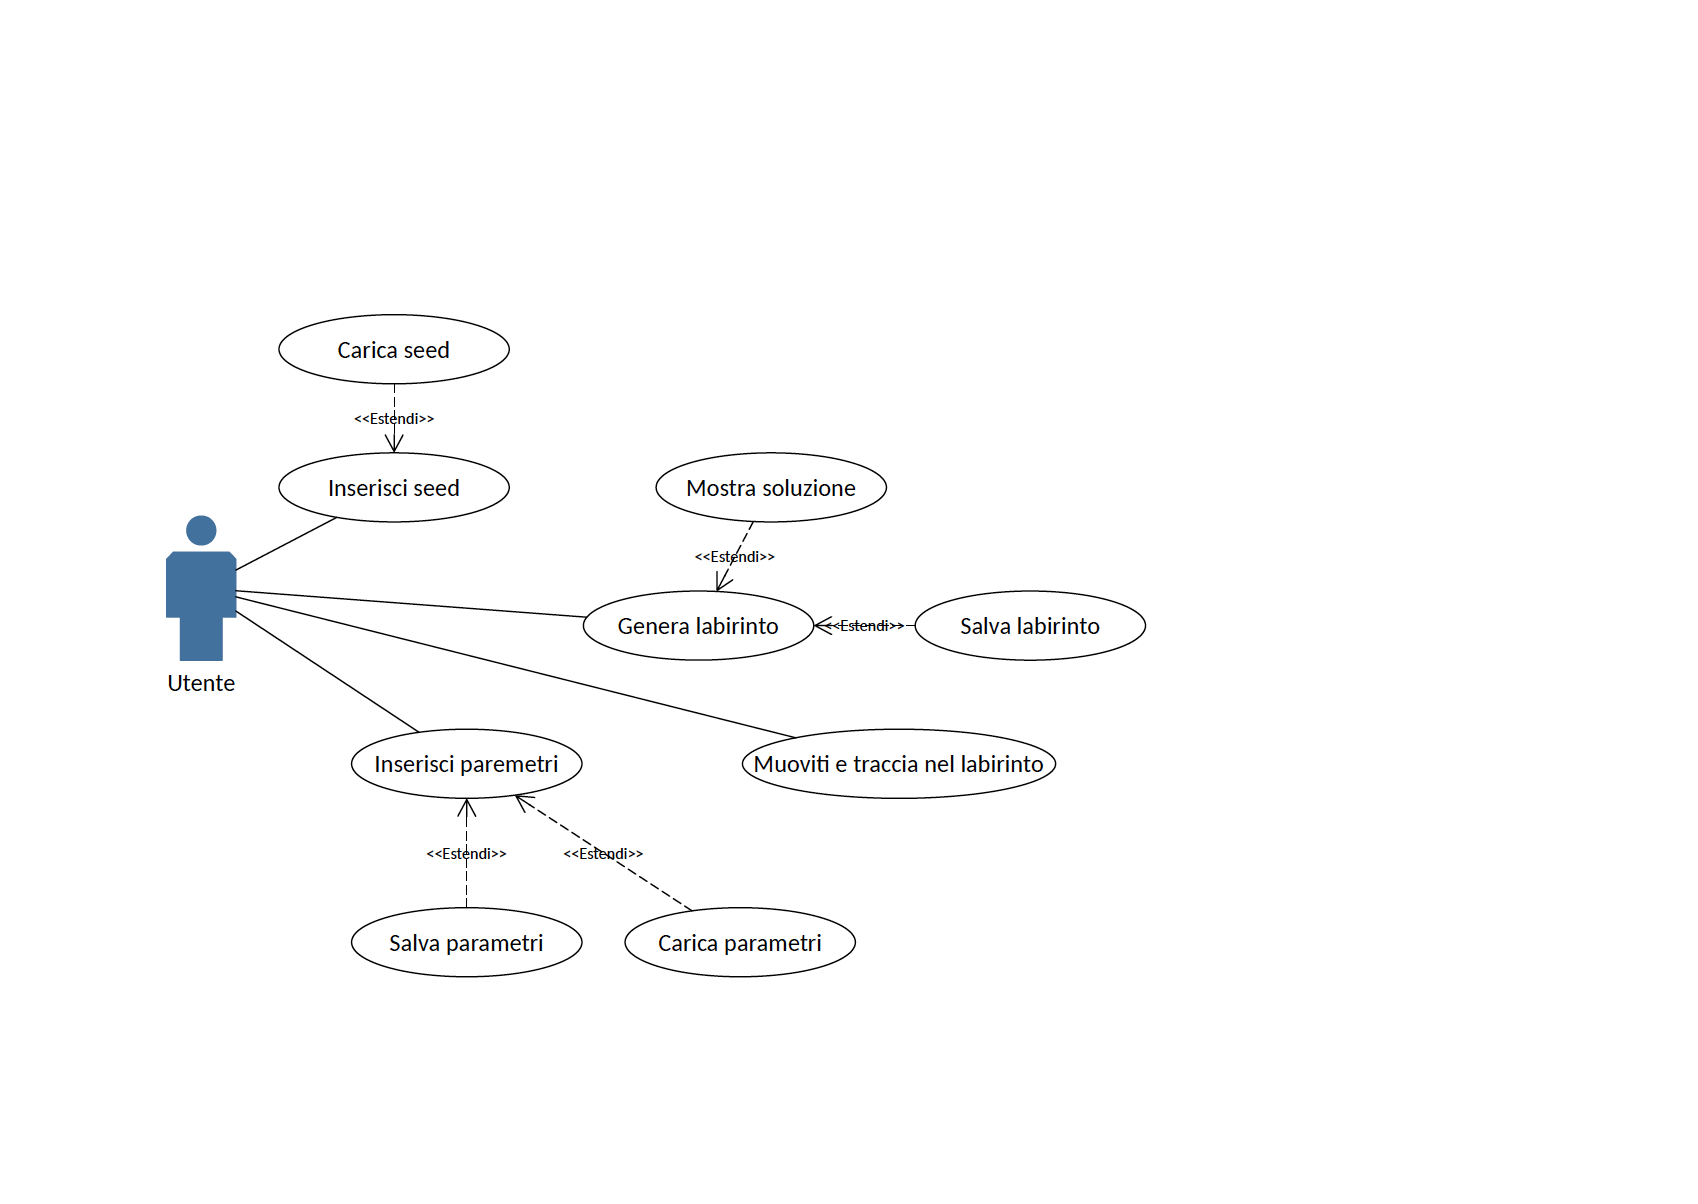 Carica seed
<<Estendi>>
Inserisci seed
Mostra soluzione
<<Estendi>>
Genera labirinto
<<Estendi>>
Salva labirinto
Utente
Inserisci paremetri
Muoviti e traccia nel labirinto
<<Estendi>>
<<Estendi>>
Salva parametri
Carica parametri